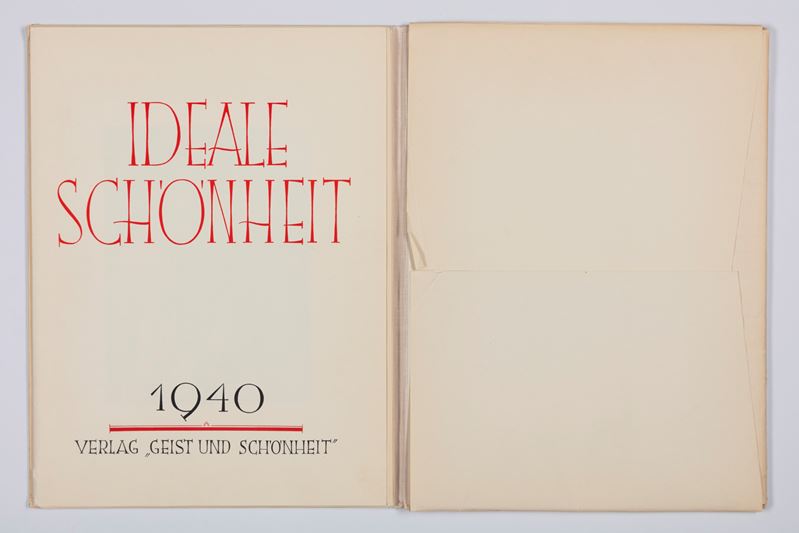 IDEALE
SCHÖNHEIT
1940
VERLAG „GEIST UND SCHÖNHEIT"